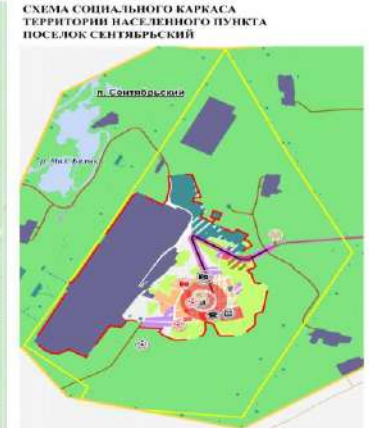 СХЕМА СОЦИАЛЬНОГО КАРКАСА
ТЕРРИТОРИИ НАСЕЛЕННОГО ПУНКТА
ПОСЕЛОК СЕНТЯБРЬСКИЙ
п. Сентябрьский